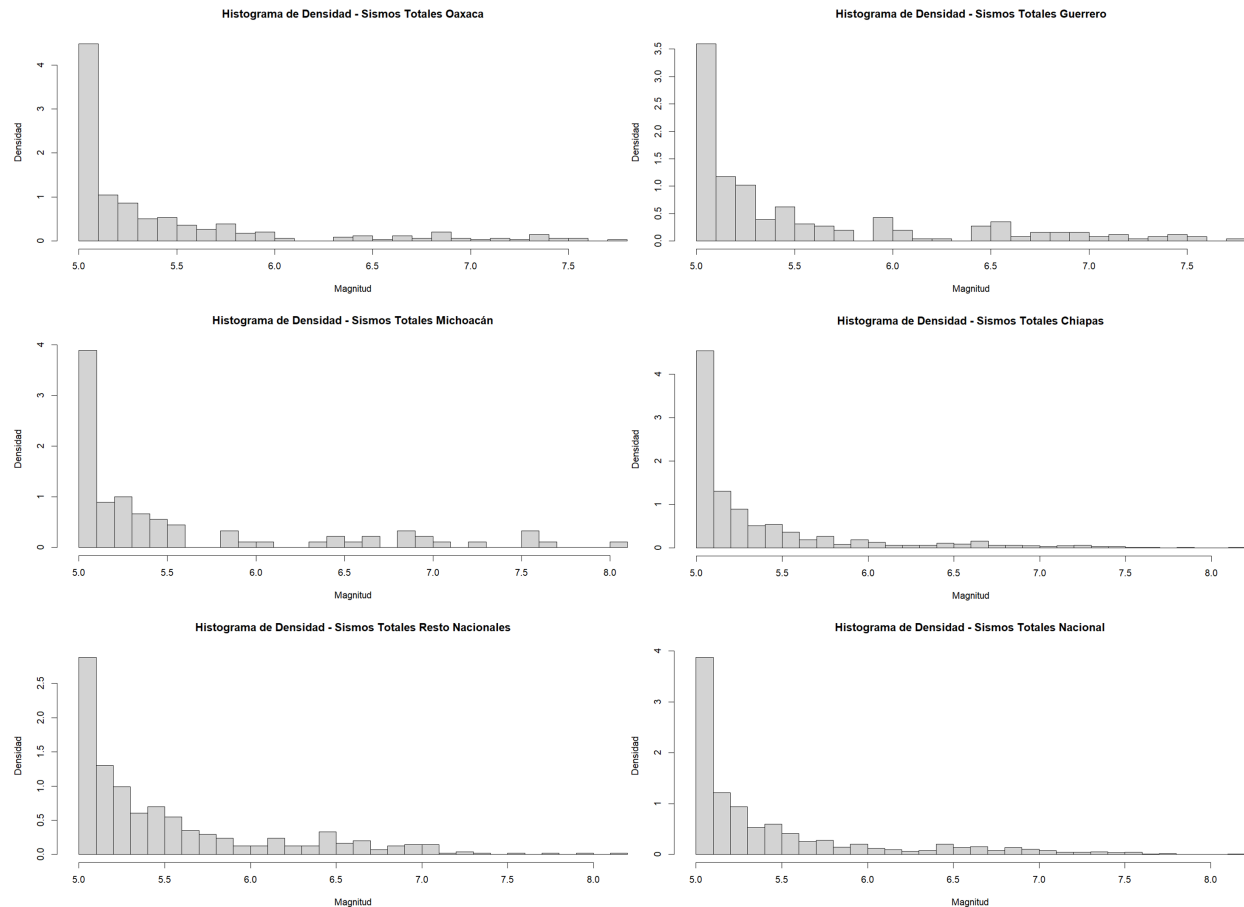 Histograma de Densidad - Sismos Totales Oaxaca
Densidad
0
1
2
3
4
5.0 5.5 6.0 6.5 7.0 7.5
Magnitud
Histograma de Densidad - Sismos Totales Guerrero
Densidad
0.0 0.5 1.0 1.5 2.0 2.5 3.0 3.5
5.0 5.5 6.0 6.5 7.0 7.5
Magnitud
Histograma de Densidad - Sismos Totales Michoacán
Densidad
0 1 2 3 4
5.0 5.5 6.0 6.5 7.0 7.5 8.0
Magnitud
Histograma de Densidad - Sismos Totales Chiapas
Densidad
0 1 2 3 4
5.0 5.5 6.0 6.5 7.0 7.5 8.0
Magnitud
Histograma de Densidad - Sismos Totales Resto Nacionales
Densidad
0.0 0.5 1.0 1.5 2.0 2.5
5.0 5.5 6.0 6.5 7.0 7.5 8.0
Magnitud
Histograma de Densidad - Sismos Totales Nacional
Densidad
0 1 2 3 4
5.0 5.5 6.0 6.5 7.0 7.5 8.0
Magnitud